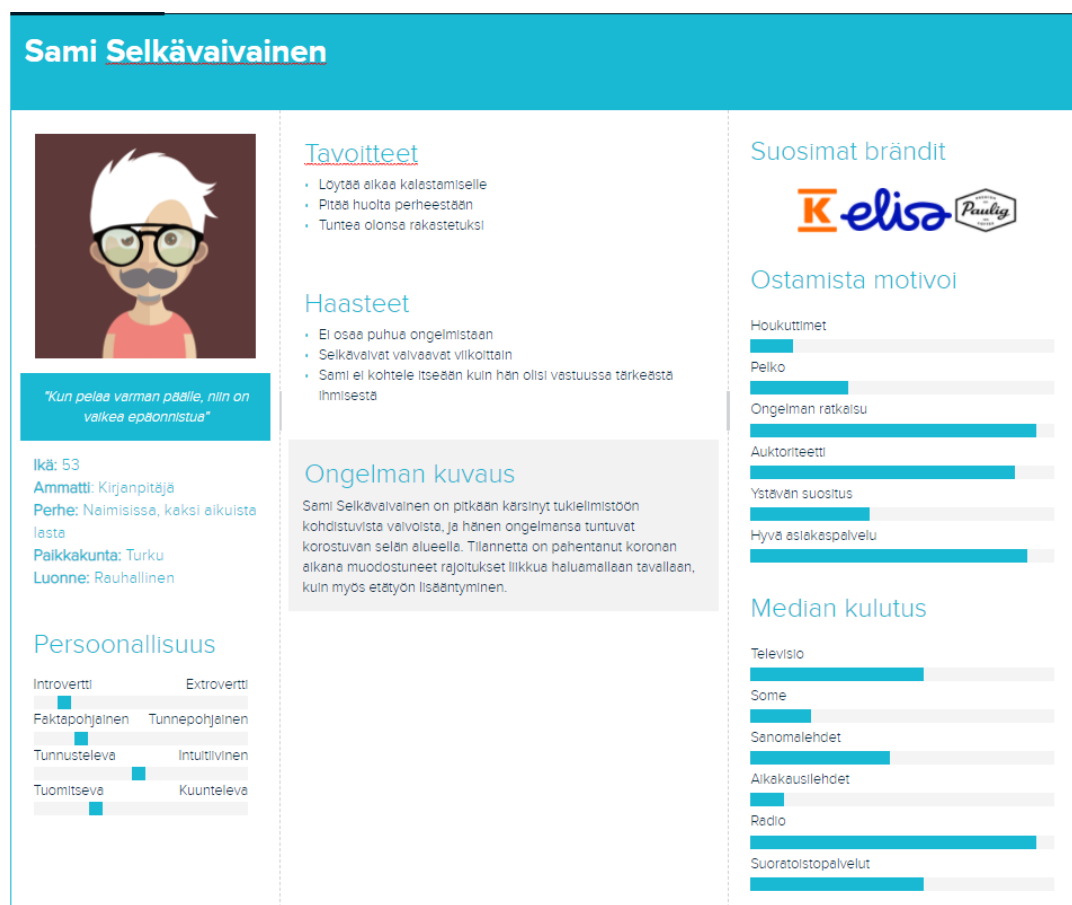 Sami Selkävaivainen
"Kun pelaa varman päälle, niin on
vaikea epäonnistua"
Ikä: 53
Ammatti: Kirjanpitäjä
Perhe: Naimisissa, kaksi aikuista
lasta
Paikkakunta: Turku
Luonne: Rauhallinen
Persoonallisuus
Introvertti Extrovertti
Faktapohjainen Tunnepohjainen
Tunnusteleva Intuitiivinen
Tuomitseva Kuunteleva
Tavoitteet
• Löytää aikaa kalastamiselle
• Pitää huolta perheestään
• Tuntea olonsa rakastetuksi
Haasteet
• Ei osaa puhua ongelmistaan
• Selkävaivat vaivaavat viikoittain
• Sami ei kohtele itseään kuin hän olisi vastuussa tärkeästä
ihmisestä
Ongelman kuvaus
Sami Selkävaivainen on pitkään kärsinyt tukielimistöön
kohdistuvista vaivoista, ja hänen ongelmansa tuntuvat
korostuvan selän alueella. Tilannetta on pahentanut koronan
aikana muodostuneet rajoitukset liikkua haluamallaan tavallaan,
kuin myös etätyön lisääntyminen.
Suosimat brändit
K elisa Paulig
Ostamista motivoi
Houkuttimet
Pelko
Ongelman ratkaisu
Auktoriteetti
Ystävän suositus
Hyvä asiakaspalvelu
Median kulutus
Televisio
Some
Sanomalehdet
Aikakausilehdet
Radio
Suoratoistopalvelut